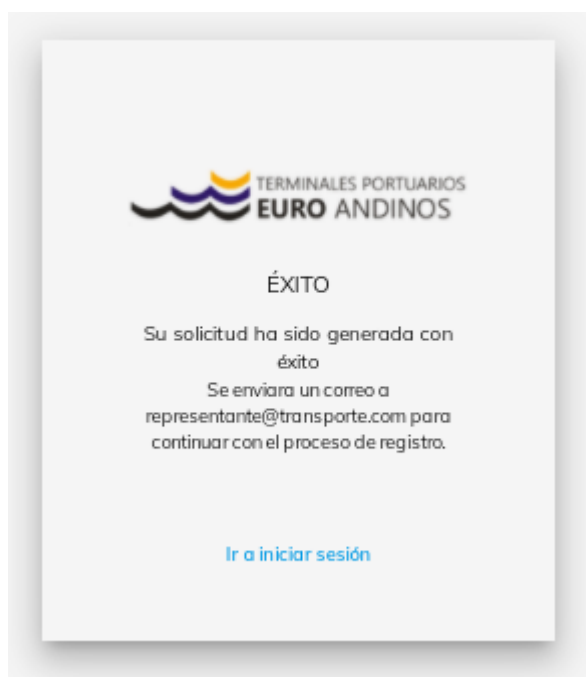 TERMINALES PORTUARIOS
EURO ANDINOS
ÉXITO
Su solicitud ha sido generada con
éxito
Se enviara un correo a
representante@transporte.com para
continuar con el proceso de registro.
Ir a iniciar sesión